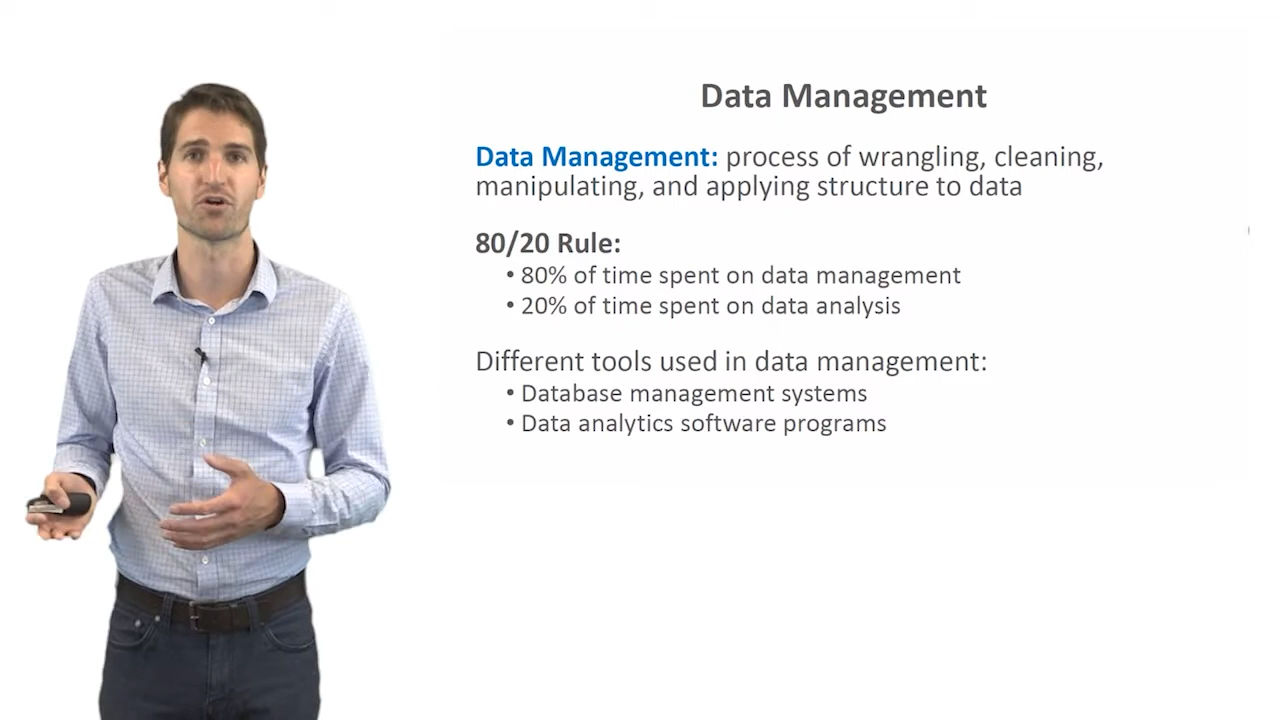 Data Management
Data Management: process of wrangling, cleaning,
manipulating, and applying structure to data
80/20 Rule:
• 80% of time spent on data management
• 20% of time spent on data analysis
Different tools used in data management:
• Database management systems
• Data analytics software programs